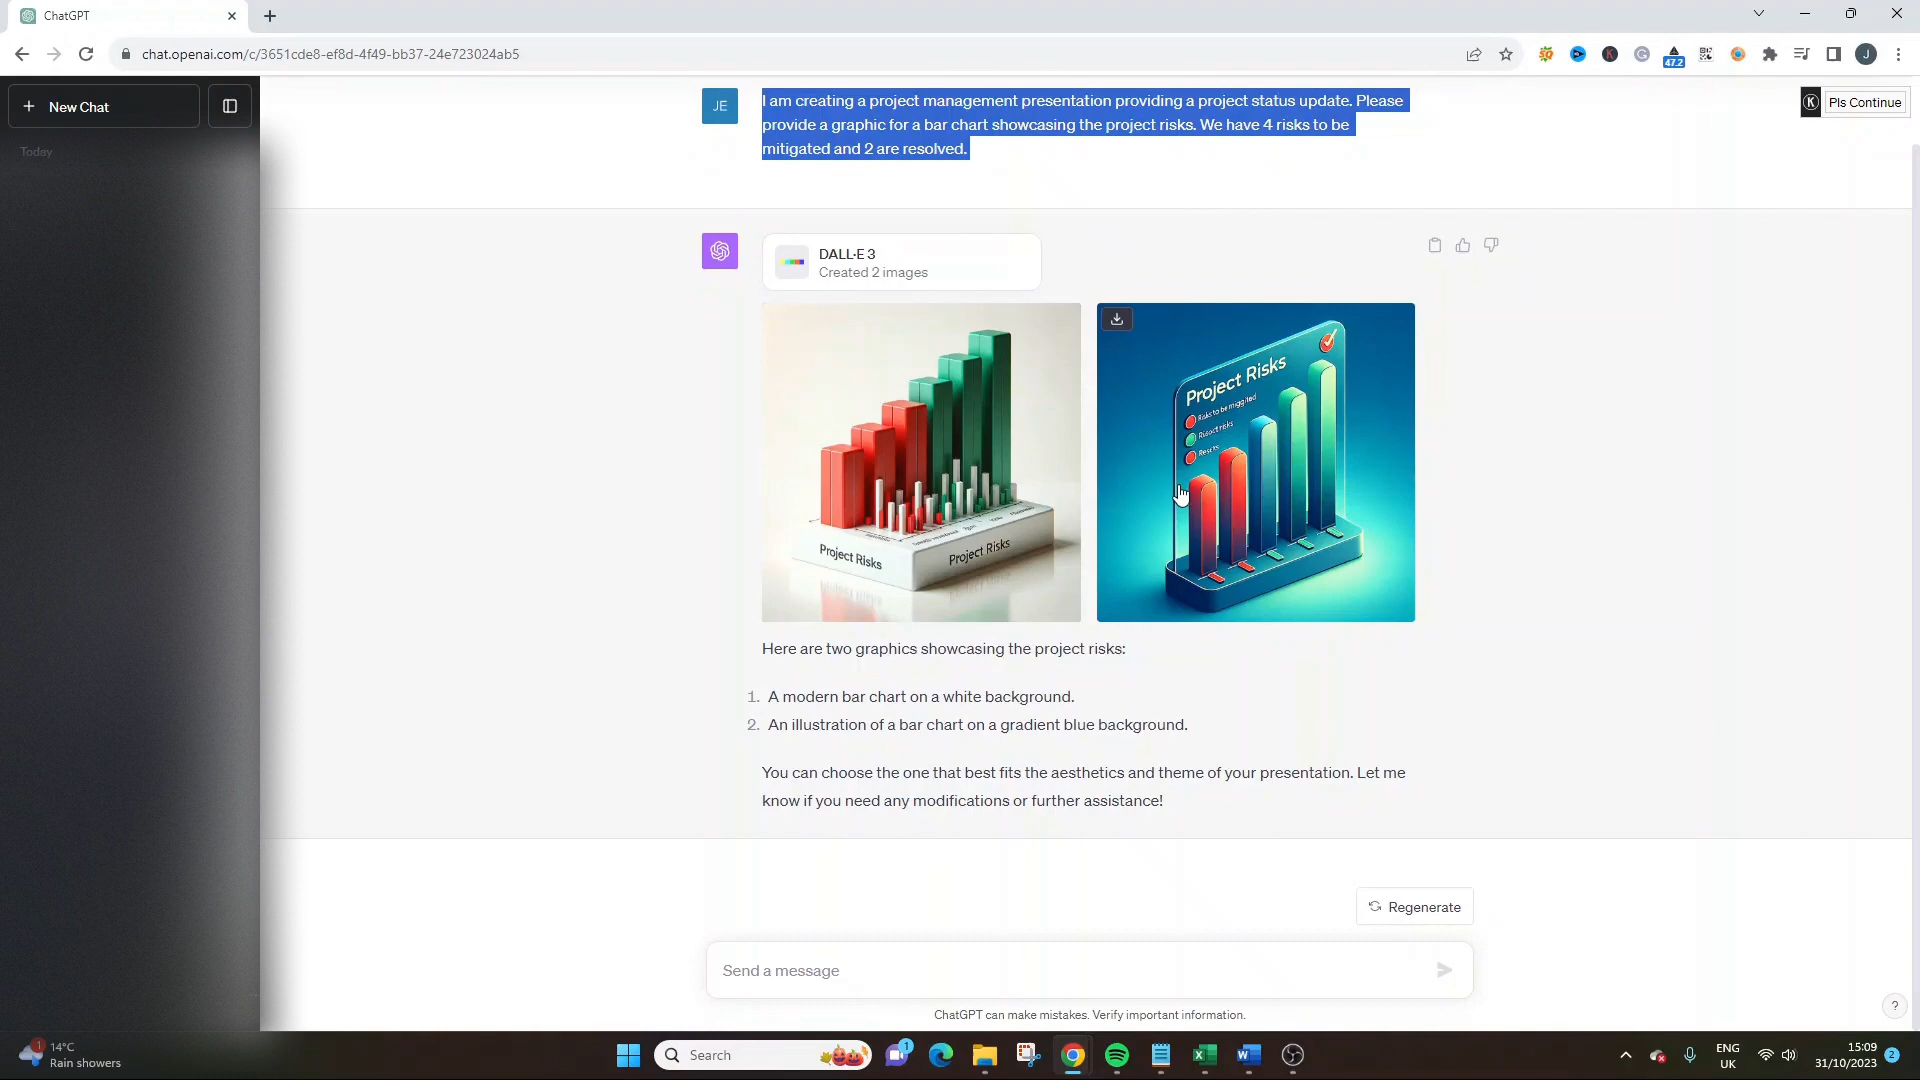 ChatGPT
chat.openai.com/c/3651cde8-ef8d-4f49-bb37-24e723024ab5
47.2
J
New Chat
Today
JE
I am creating a project management presentation providing a project status update. Please
provide a graphic for a bar chart showcasing the project risks. We have 4 risks to be
mitigated and 2 are resolved.
K
Pls Continue
DALL·E 3
Created 2 images
Project Risks
Project Risks
Project Risks
Here are two graphics showcasing the project risks:
1. A modern bar chart on a white background.
2. An illustration of a bar chart on a gradient blue background.
You can choose the one that best fits the aesthetics and theme of your presentation. Let me
know if you need any modifications or further assistance!
Regenerate
Send a message
ChatGPT can make mistakes. Verify important information.
?
1
14°C
Rain showers
Search
1
ENG
UK
15:09
31/10/2023
2